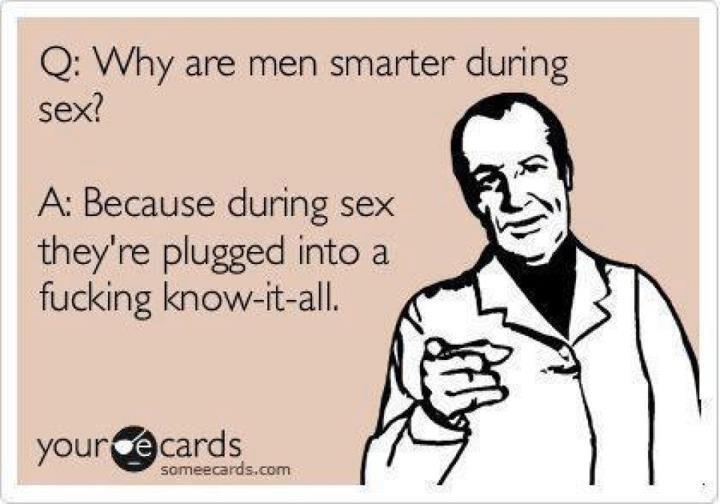 Q: Why are men smarter during
sex?
A: Because during sex
they're plugged into a
fucking know-it-all.
your e cards
someecards.com